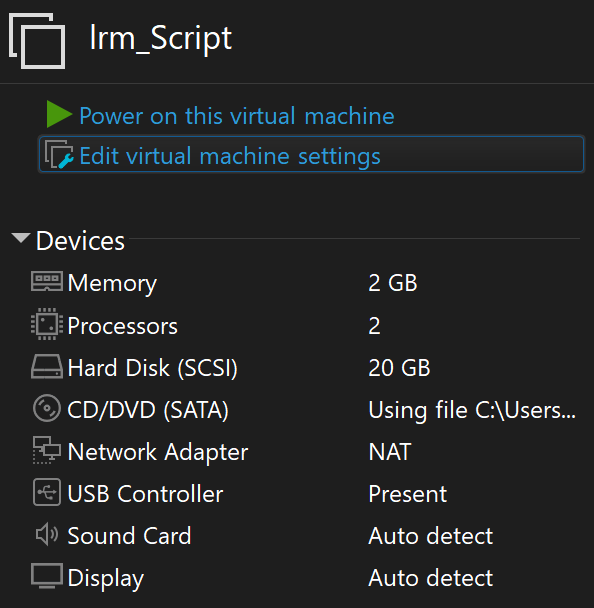 lrm_Script
Power on this virtual machine
Edit virtual machine settings
Devices
Memory 2 GB
Processors 2
Hard Disk (SCSI) 20 GB
CD/DVD (SATA) Using file C:\Users...
Network Adapter NAT
USB Controller Present
Sound Card Auto detect
Display Auto detect